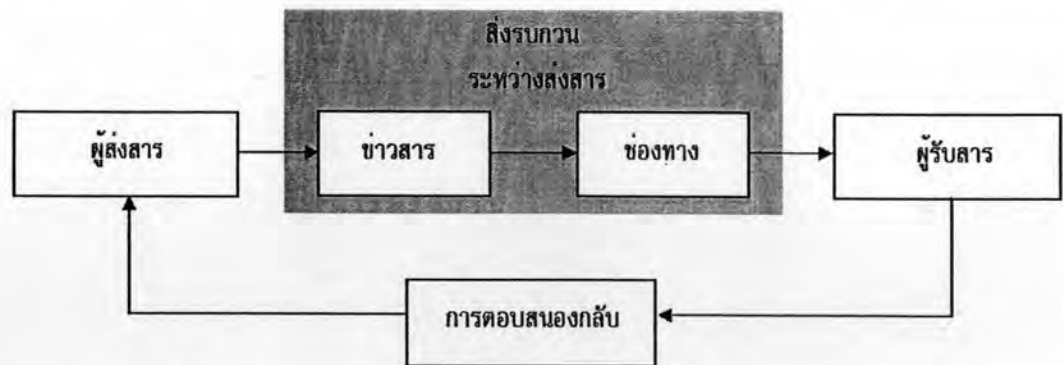 สิ่งรบกวน
ระหว่างส่งสาร
ผู้ส่งสาร
ข่าวสาร
ช่องทาง
ผู้รับสาร
การตอบสนองกลับ